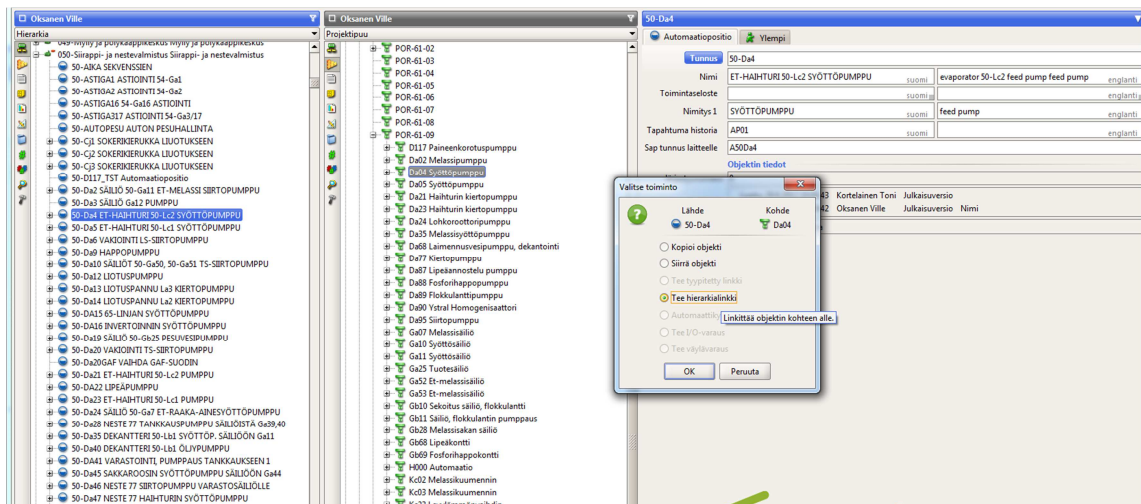 Oksanen Ville
Hierarkia
050-Siirappi- ja nestevalmistus Siirappi- ja nestevalmistus
50-AIKA SEKVENSSIEN
50-ASTIGA1 ASTIOINTI 54-Ga1
50-ASTIGA2 ASTIOINTI 54-Ga2
50-ASTIGA16 54-Ga16 ASTIOINTI
50-ASTIGA317 ASTIOINTI 54-Ga3/17
50-AUTOPESU AUTON PESUHALLINTA
50-Cj1 SOKERIKIERUKKA LIUOTUKSEEN
50-Cj2 SOKERIKIERUKKA LIUOTUKSEEN
50-Cj3 SOKERIKIERUKKA LIUOTUKSEEN
50-D117_TST Automaatiopositio
50-Da2 SÄILIÖ 50-Ga11 ET-MELASSI SIIRTOPUMPPU
50-Da3 SÄILIÖ Ga12 PUMPPU
50-Da4 ET-HAIHTURI 50-Lc2 SYÖTTÖPUMPPU
50-Da5 ET-HAIHTURI 50-Lc1 SYÖTTÖPUMPPU
50-Da6 VAKIOINTI LS-SIIRTOPUMPPU
50-Da9 HAPPOPUMPPU
50-Da10 SÄILIÖT 50-Ga50, 50-Ga51 TS-SIIRTOPUMPPU
50-Da12 LIOTUSPUMPPU
50-Da13 LIOTUSPANNU La3 KIERTOPUMPPU
50-Da14 LIOTUSPANNU La2 KIERTOPUMPPU
50-DA15 65-LINJAN SYÖTTÖPUMPPU
50-DA16 INVERTOINNIN SYÖTTÖPUMPPU
50-Da19 SÄILIÖ 50-Gb25 PESUVESIPUMPPU
50-Da20 VAKIOINTI TS-SIIRTOPUMPPU
50-Da20GAF VAIHDA GAF-SUODIN
50-Da21 ET-HAIHTURI 50-Lc2 PUMPPU
50-DA22 LIPEÄPUMPPU
50-Da23 ET-HAIHTURI 50-Lc1 PUMPPU
50-Da24 SÄILIÖ 50-Ga7 ET-RAAKA-AINESYÖTTÖPUMPPU
50-Da28 NESTE 77 TANKKAUSPUMPPU SÄILIÖISTÄ Ga39,40
50-Da35 DEKANTTERI 50-Lb1 SYÖTTÖP. SÄILIÖÖN Ga11
50-Da40 DEKANTTERI 50-Lb1 ÖLJYPUMPPU
50-DA41 VARASTOINTI, PUMPPAUS TANKKAUKSEEN 1
50-Da45 SAKKAROOSIN SYÖTTÖPUMPPU SÄILIÖÖN Ga44
50-Da46 NESTE 77 SIIRTOPUMPPU VARASTOSÄILIÖLLE
50-Da47 NESTE 77 HAIHTURIN SYÖTTÖPUMPPU
Oksanen Ville
Projektipuu
POR-61-02
POR-61-03
POR-61-04
POR-61-05
POR-61-06
POR-61-07
POR-61-08
POR-61-09
D117 Paineenkorotuspumppu
Da02 Melassipumppu
Da04 Syöttöpumppu
Da05 Syöttöpumppu
Da21 Haihturin kiertopumppu
Da23 Haihturin kiertopumppu
Da24 Lohkoroottoripumppu
Da35 Melassisyöttöpumppu
Da68 Laimennusvesipumppu, dekantointi
Da77 Kiertopumppu
Da87 Lipeäannostelu pumppu
Da88 Fosforihappopumppu
Da89 Flokkulanttipumppu
Da90 Ystral Homogenisaattori
Da95 Siirtopumppu
Ga07 Melassisäiliö
Ga10 Syöttösäiliö
Ga11 Syöttösäiliö
Ga25 Tuotesäiliö
Ga52 Et-melassisäiliö
Ga53 Et-melassisäiliö
Gb10 Sekoitus säiliö, flokkulantti
Gb11 Säiliö, flokkulantin pumppaus
Gb28 Melassisakan säiliö
Gb68 Lipeäkontti
Gb69 Fosforihappokontti
H000 Automaatio
Kc02 Melassikuumennin
Kc03 Melassikuumennin
50-Da4
Automaatiopositio Ylempi
Tunnus 50-Da4
Nimi ET-HAIHTURI 50-Lc2 SYÖTTÖPUMPPU suomi evaporator 50-Lc2 feed pump feed pump englanti
Toimintaseloste suomi englanti
Nimitys 1 SYÖTTÖPUMPPU suomi feed pump englanti
Tapahtuma historia AP01 suomi englanti
Sap tunnus laitteelle A50Da4
Objektin tiedot
43 Kortelainen Toni Julkaisuversio
42 Oksanen Ville Julkaisuversio Nimi
Valitse toiminto
Lähde Kohde
50-Da4 Da04
Kopioi objekti
Siirrä objekti
Tee tyypitetty linkki
Tee hierarkialinkki
Linkittää objektin kohteen alle.
Tee I/O-varaus
Tee väylävaraus
OK Peruuta